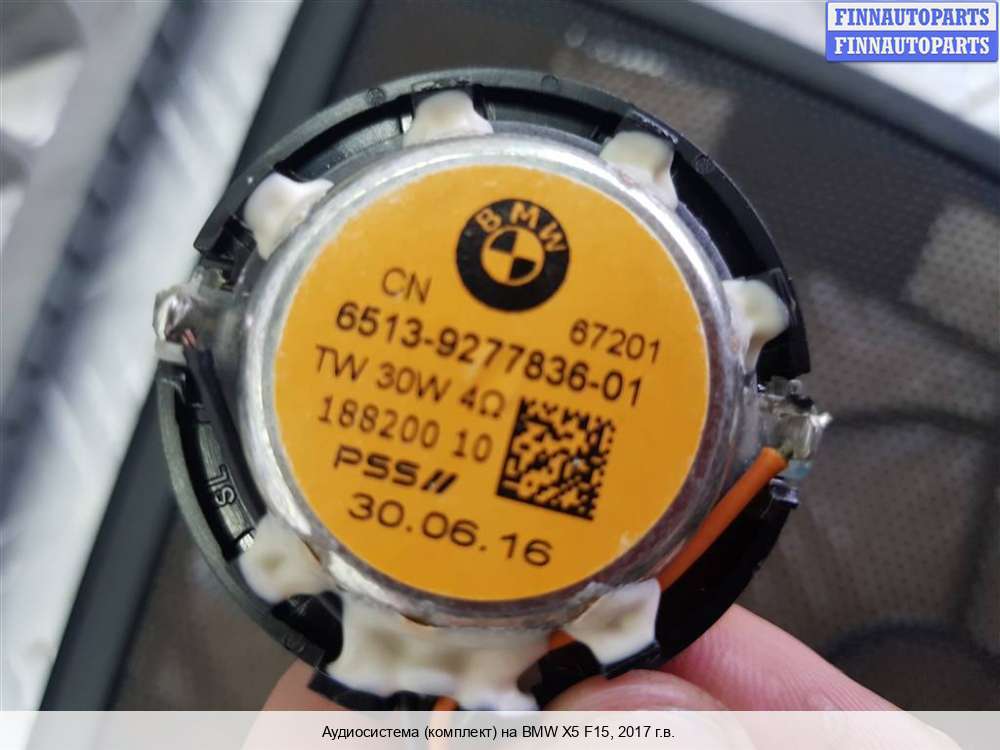 FINNAUTOPARTS
FINNAUTOPARTS
BMW
CN
67201
6513-9277836-01
TW 30W 4Ω
188200 10
PSS//
30.06.16
SIL
Аудиосистема (комплект) на BMW X5 F15, 2017 г.в.